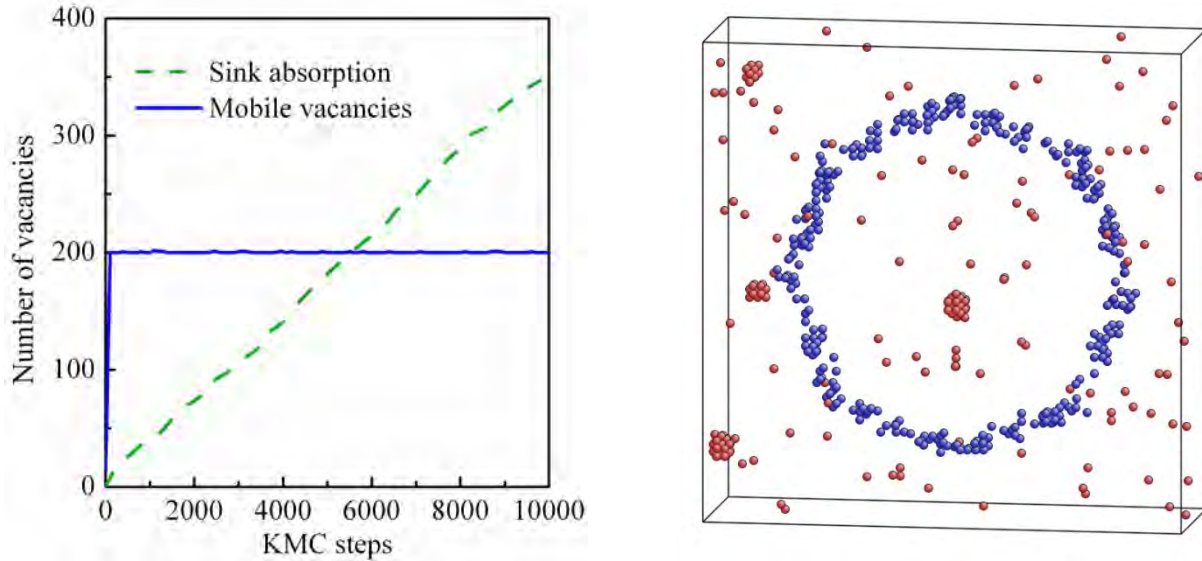 400
300
200
100
0
Number of vacancies
Sink absorption
Mobile vacancies
0 2000 4000 6000 8000 10000
KMC steps